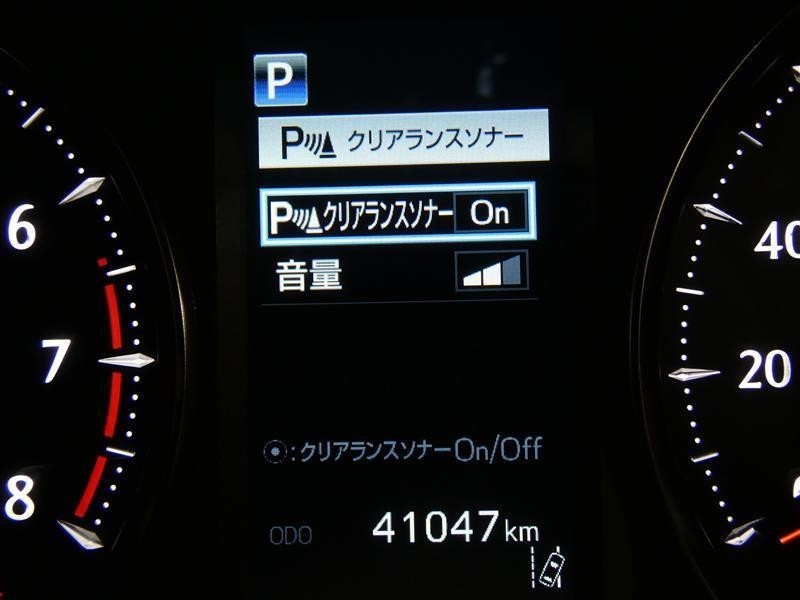 P
P クリアランスソナー
P クリアランスソナー On
音量
6
7
8
40
20
⦿:クリアランスソナーOn/Off
ODO 41047 km